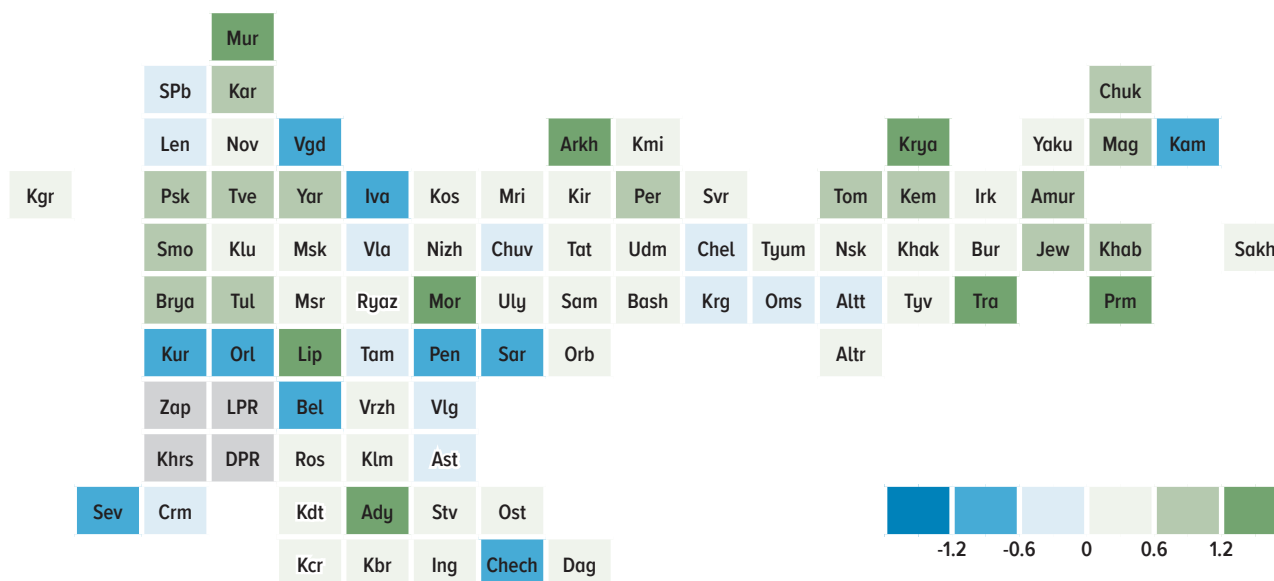 Mur
SPb Kar Chuk
Len Nov Vgd Arkh Kmi Krya Yaku Mag Kam
Kgr Psk Tve Yar Iva Kos Mri Kir Per Svr Tom Kem Irk Amur
Smo Klu Msk Vla Nizh Chuv Tat Udm Chel Tyum Nsk Khak Bur Jew Khab Sakh
Brya Tul Msr Ryaz Mor Uly Sam Bash Krg Oms Altt Tyv Tra Prm
Kur Orl Lip Tam Pen Sar Orb Altr
Zap LPR Bel Vrzh Vlg
Khrs DPR Ros Klm Ast
Sev Crm Kdt Ady Stv Ost
-1.2 -0.6 0 0.6 1.2
Kcr Kbr Ing Chech Dag